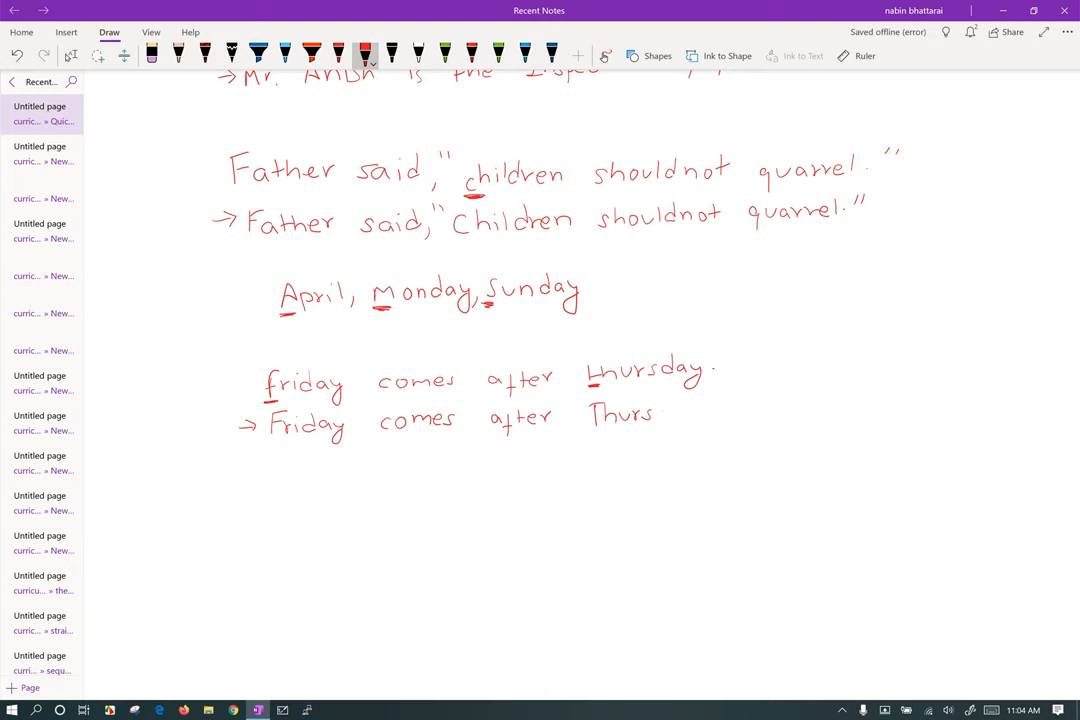 Recent Notes
nabin bhattarai
Home Insert Draw View Help
Saved offline (error)
Share
Shapes
Ink to Shape
Ink to Text
Ruler
Recent...
Untitled page
curric... » Quic...
Untitled page
curric... » New...
curric... » New...
Untitled page
curric... » New...
curric... » New...
curric... » New...
curric... » New...
Untitled page
curric... » New...
Untitled page
curric... » New...
Untitled page
curric... » New...
Untitled page
curric... » New...
Untitled page
curricu... » the...
Untitled page
curric... » strai...
Untitled page
curri... » sequ...
Page
→ Mr. is the
Father said," children shouldnot quarrel."
→ Father said," Children shouldnot quarrel."
April, monday, Sunday
friday comes after thursday.
→ Friday comes after Thurs
11:04 AM